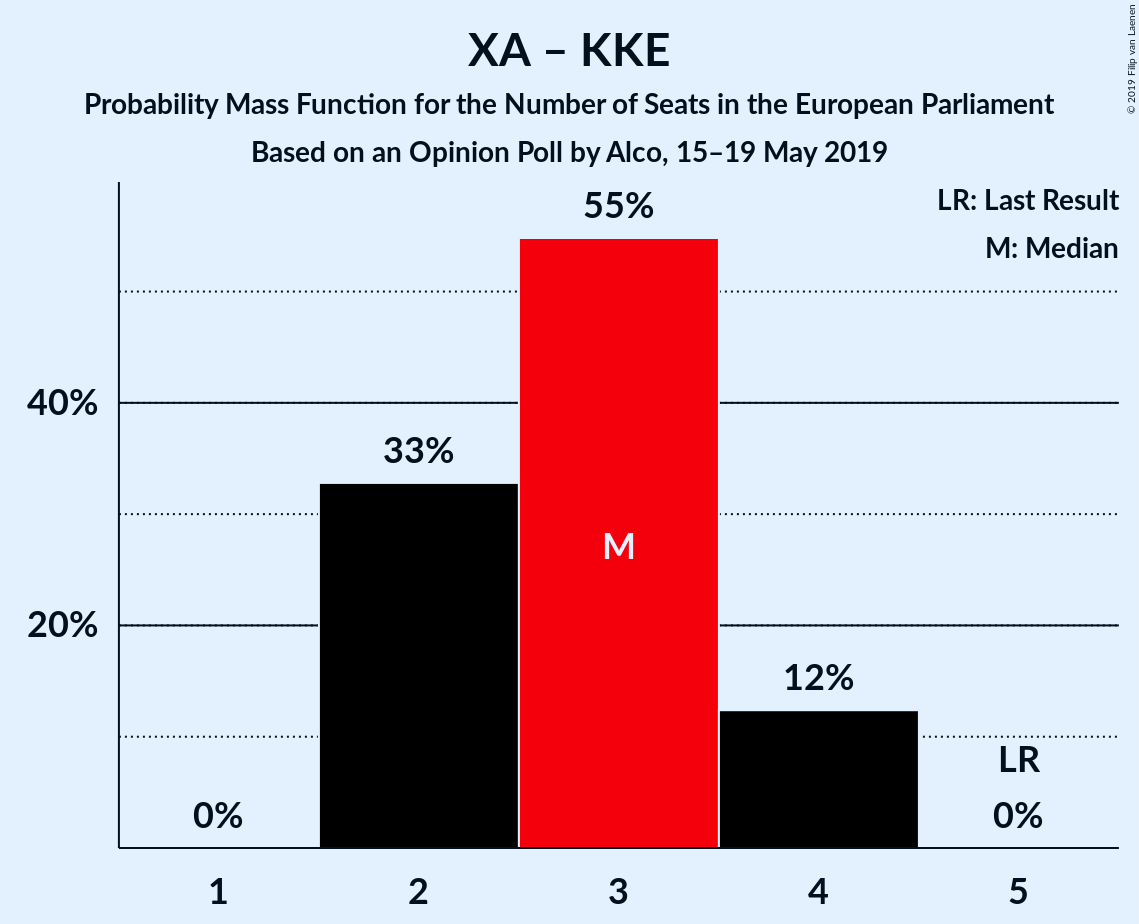 XA – KKE
Probability Mass Function for the Number of Seats in the European Parliament
Based on an Opinion Poll by Alco, 15–19 May 2019
© 2019 Filip van Laenen
LR: Last Result
M: Median
55%
40%
33%
M
20%
12%
LR
0%
0%
1 2 3 4 5